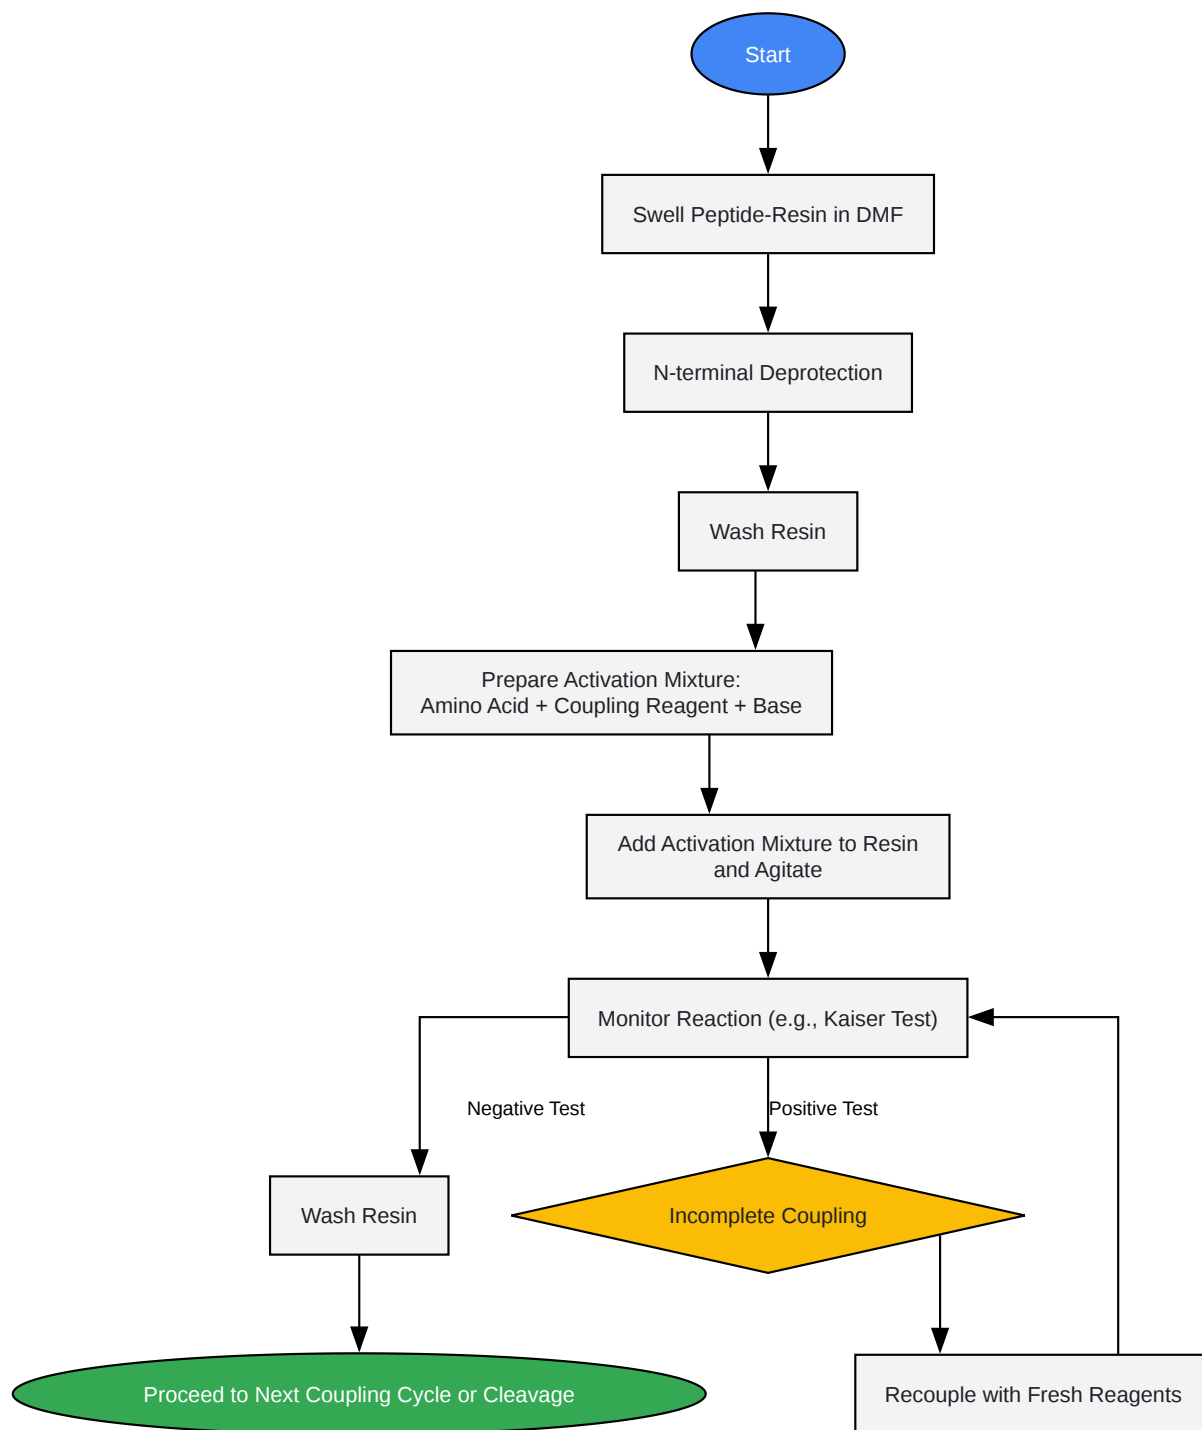 Start
Swell Peptide-Resin in DMF
N-terminal Deprotection
Wash Resin
Prepare Activation Mixture:
Amino Acid + Coupling Reagent + Base
Add Activation Mixture to Resin
and Agitate
Monitor Reaction (e.g., Kaiser Test)
Negative Test
Positive Test
Wash Resin
Incomplete Coupling
Proceed to Next Coupling Cycle or Cleavage
Recouple with Fresh Reagents